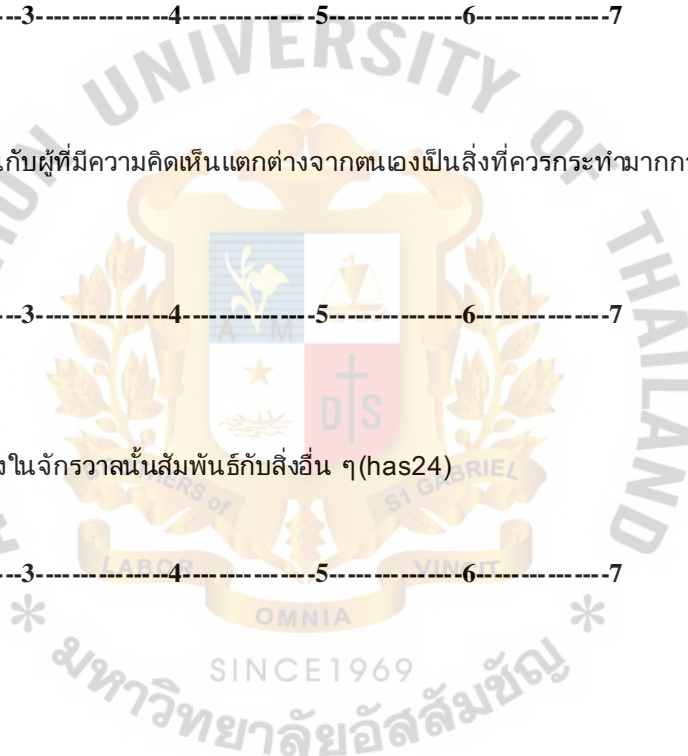 --3----------------4----------------5----------------6----------------7
กับผู้ที่มีความคิดเห็นแตกต่างจากตนเองเป็นสิ่งที่ควรกระทำมากก
--3----------------4----------------5----------------6----------------7
ในจักรวาลนั้นสัมพันธ์กับสิ่งอื่น ๆ(has24)
--3----------------4----------------5----------------6----------------7
UNIVERSITY OF THAILAND
A M
D S
BROTHERS of ST GABRIEL
LABOR VINCIT
OMNIA
SINCE1969
* มหาวิทยาลัยอัสสัมชัญ *